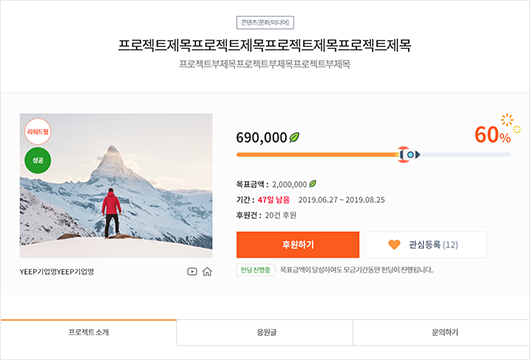 콘텐츠(문화/미디어)
프로젝트제목프로젝트제목프로젝트제목프로젝트제목
프로젝트부제목프로젝트부제목프로젝트부제목
리워드형
성공
690,000
60%
목표금액 : 2,000,000
기간 : 47일 남음 2019.06.27 ~ 2019.08.25
후원건 : 20건 후원
후원하기
관심등록 (12)
YEEP기업명YEEP기업명
펀딩 진행중
목표금액이 달성하여도 모금기간동안 펀딩이 진행됩니다.
프로젝트 소개
응원글
문의하기